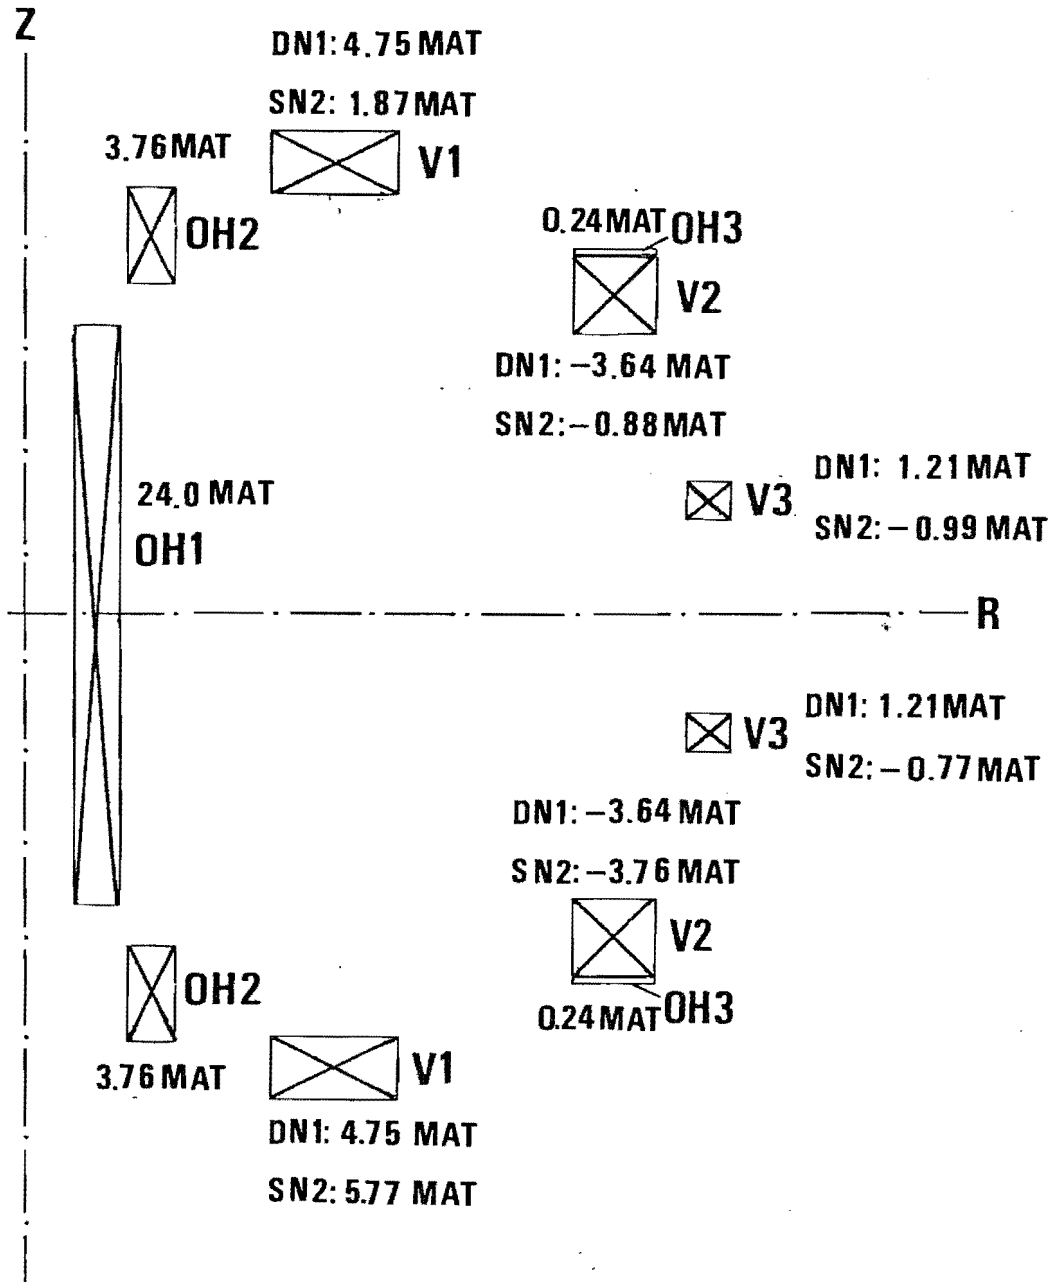 Z
DN1: 4.75 MAT
SN2: 1.87 MAT
3.76 MAT
V1
OH2
0.24 MAT OH3
V2
DN1: −3.64 MAT
SN2: −0.88 MAT
DN1: 1.21 MAT
24.0 MAT
V3
SN2: −0.99 MAT
OH1
R
DN1: 1.21 MAT
V3
SN2: −0.77 MAT
DN1: −3.64 MAT
SN2: −3.76 MAT
V2
OH2
0.24 MAT OH3
3.76 MAT
V1
DN1: 4.75 MAT
SN2: 5.77 MAT